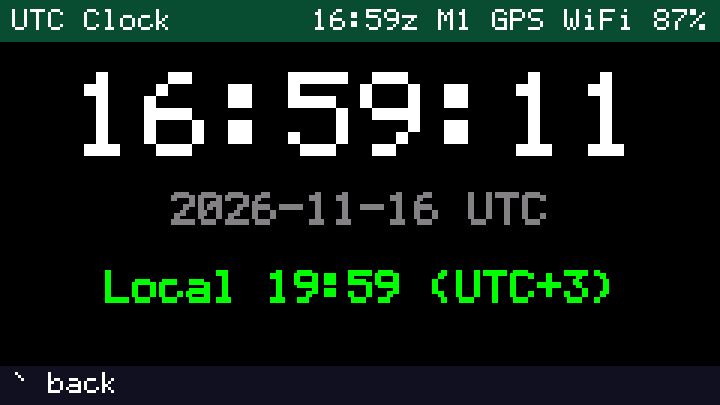 UTC Clock 16:59z M1 GPS WiFi 87%
16:59:11
2026-11-16 UTC
Local 19:59 (UTC+3)
` back